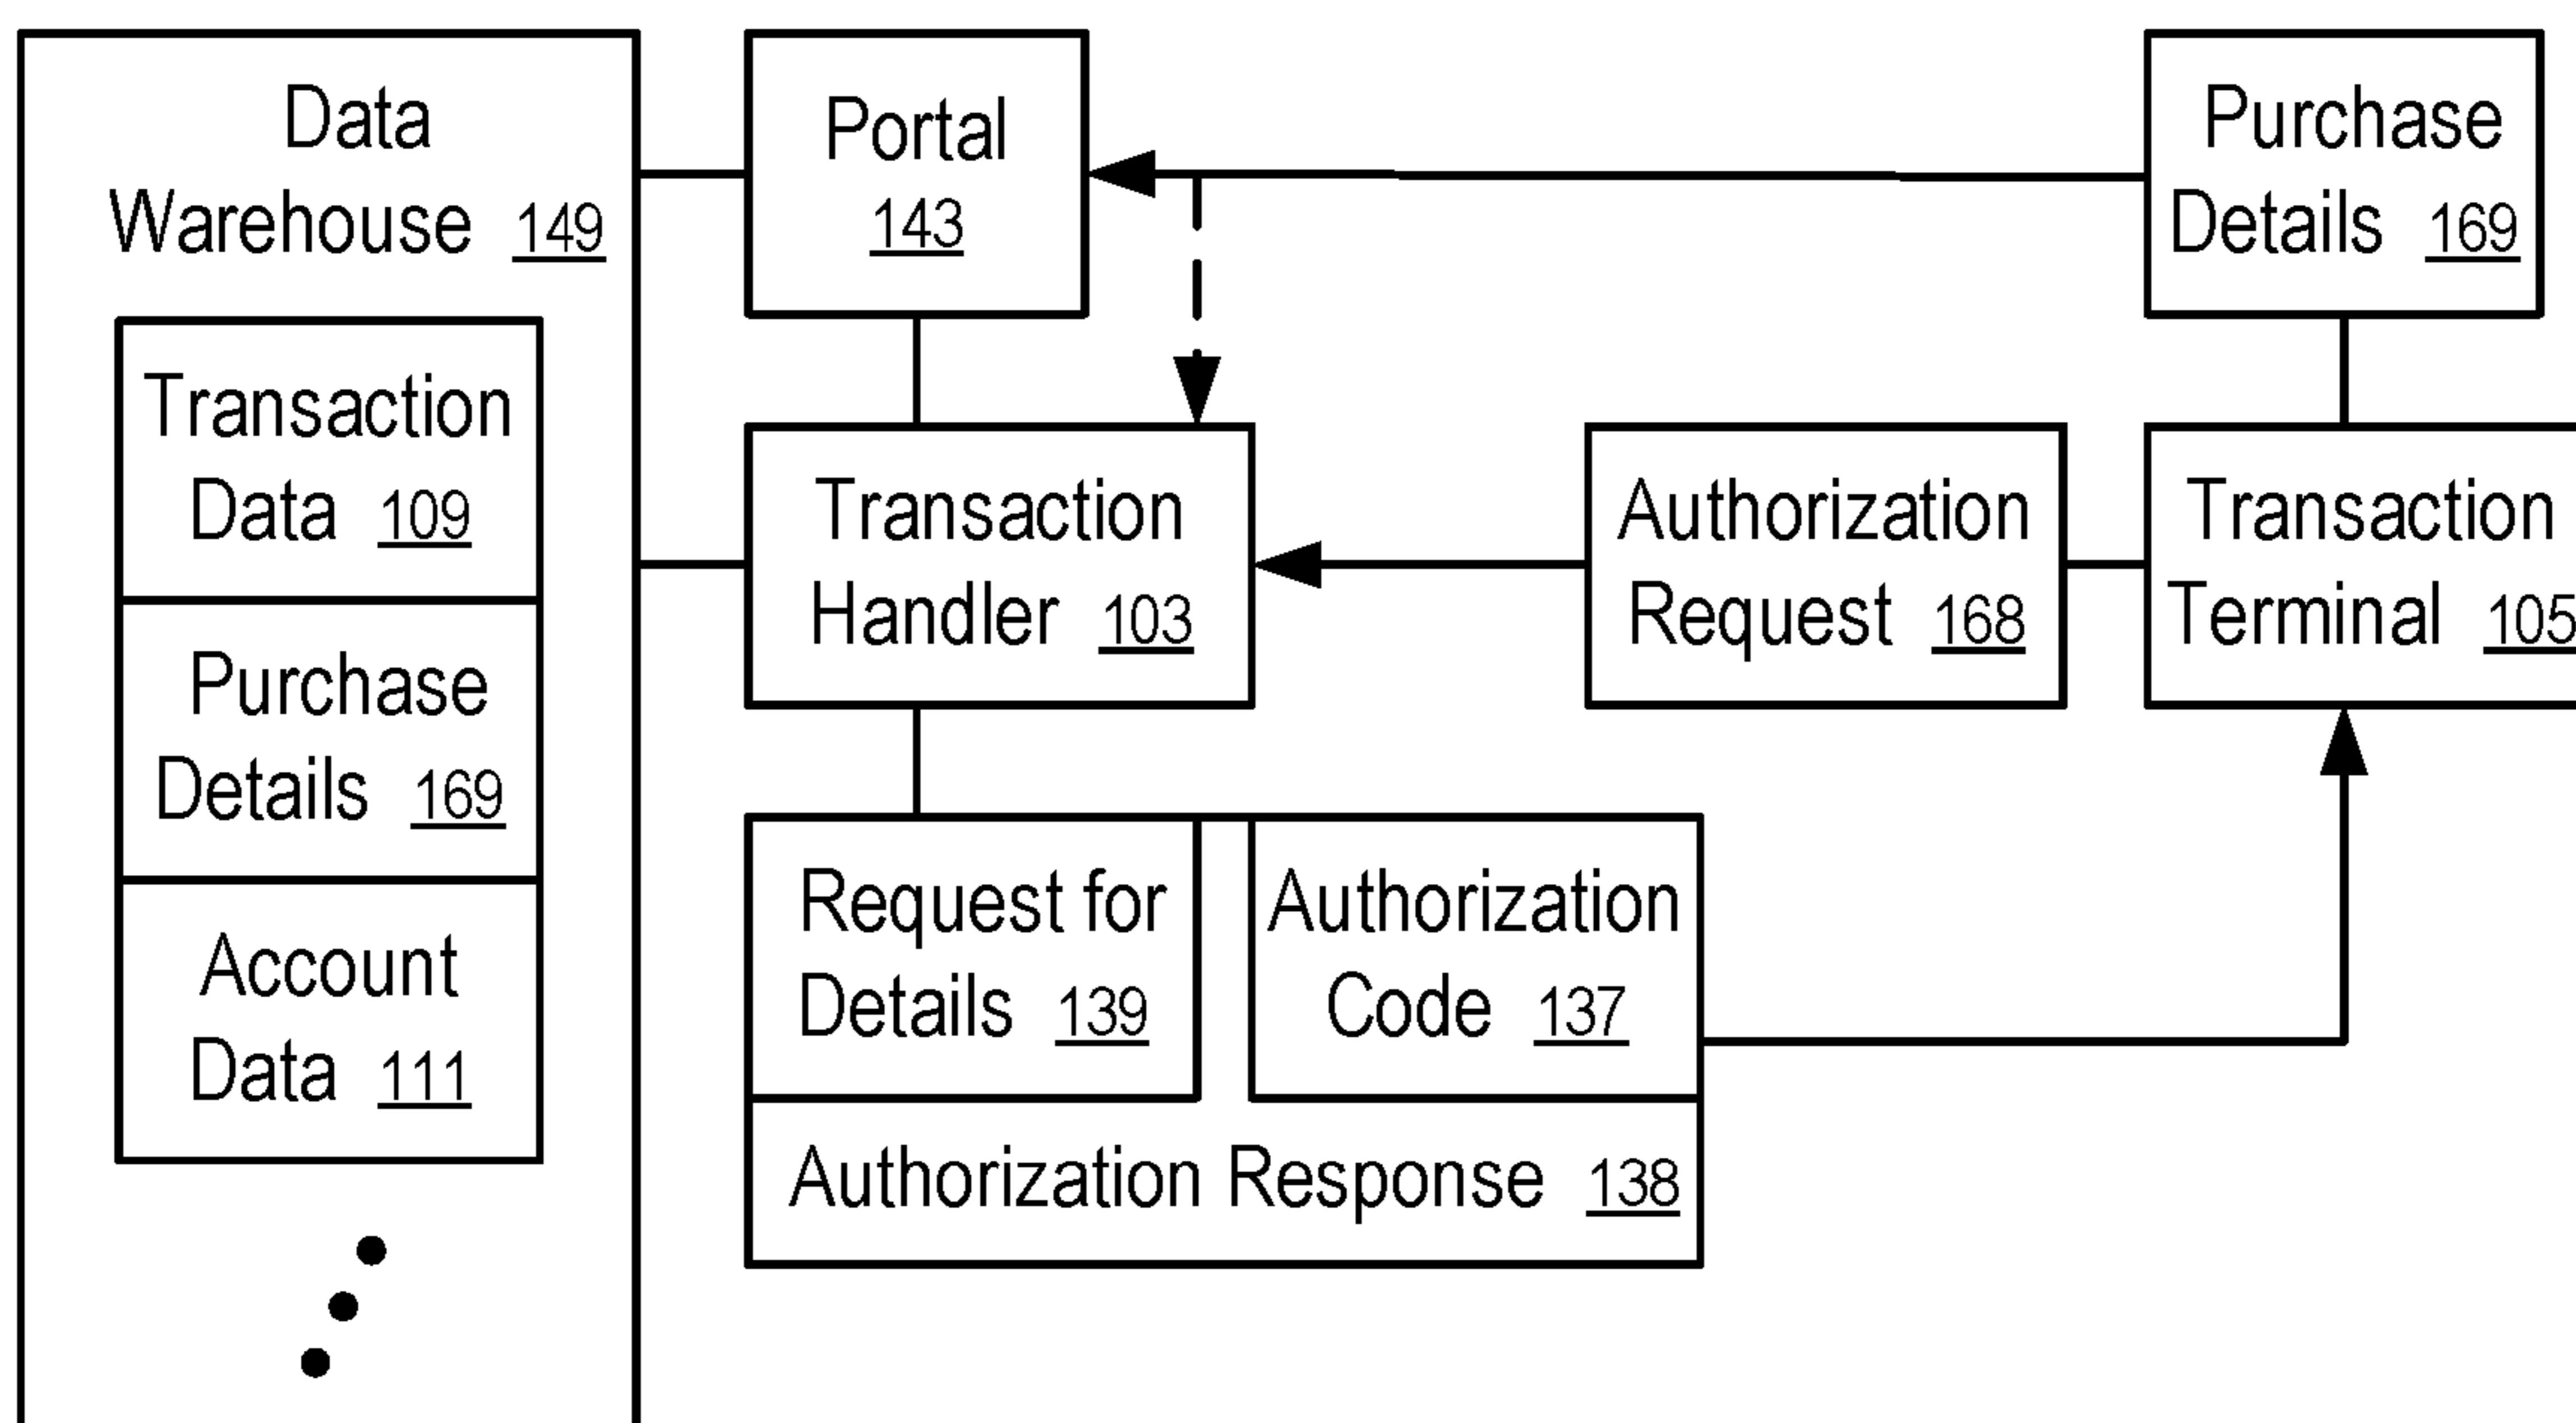 Data
Warehouse 149
Transaction
Data 109
Purchase
Details 169
Account
Data 111
Portal
143
Purchase
Details 169
Transaction
Handler 103
Authorization
Request 168
Transaction
Terminal 105
Request for
Details 139
Authorization
Code 137
Authorization Response 138